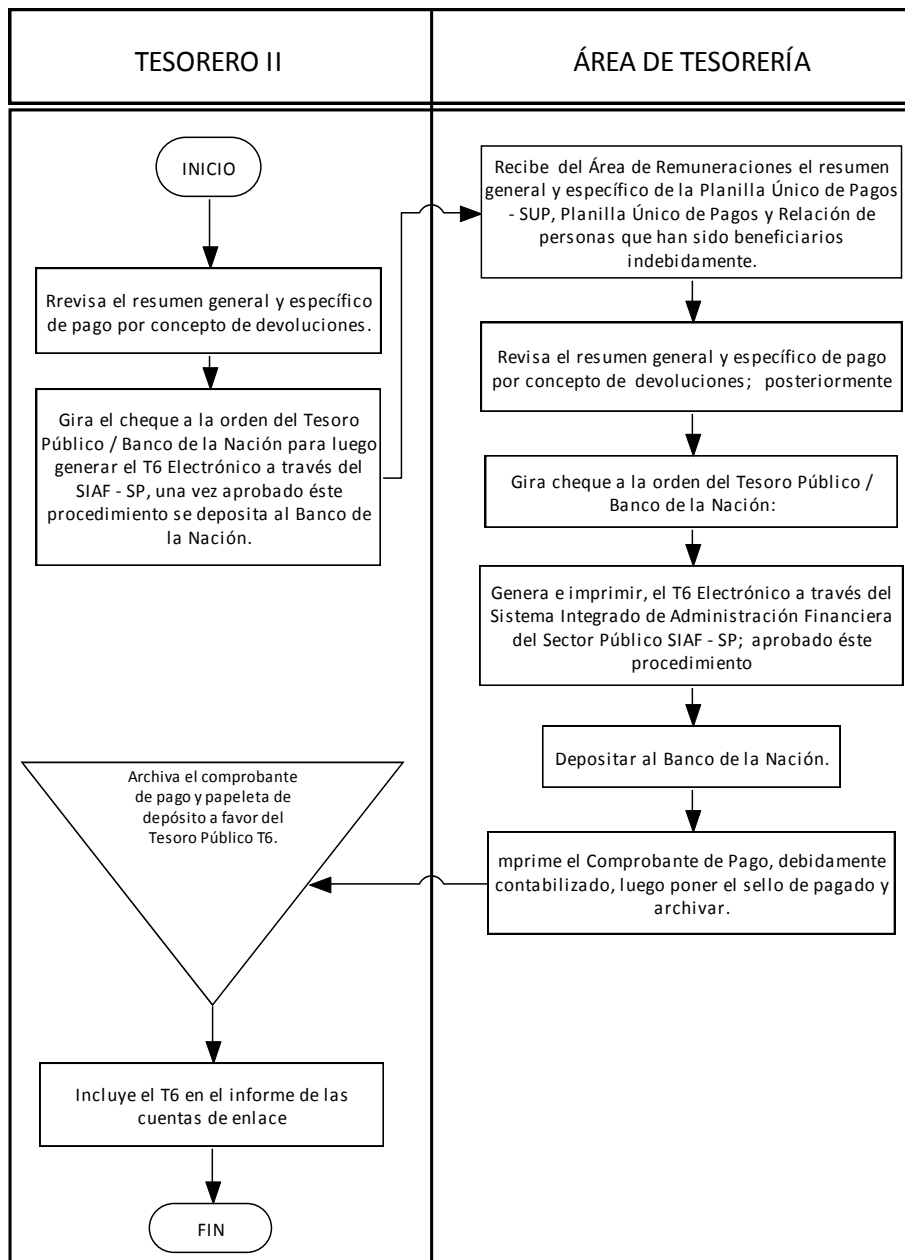 TESORERO II
ÁREA DE TESORERÍA
INICIO
Rrevisa el resumen general y específico
de pago por concepto de devoluciones.
Gira el cheque a la orden del Tesoro
Público / Banco de la Nación para luego
generar el T6 Electrónico a través del
SIAF - SP, una vez aprobado éste
procedimiento se deposita al Banco de
la Nación.
Recibe del Área de Remuneraciones el resumen
general y específico de la Planilla Único de Pagos
- SUP, Planilla Único de Pagos y Relación de
personas que han sido beneficiarios
indebidamente.
Revisa el resumen general y específico de pago
por concepto de devoluciones; posteriormente
Gira cheque a la orden del Tesoro Público /
Banco de la Nación:
Genera e imprimir, el T6 Electrónico a través del
Sistema Integrado de Administración Financiera
del Sector Público SIAF - SP; aprobado éste
procedimiento
Depositar al Banco de la Nación.
mprime el Comprobante de Pago, debidamente
contabilizado, luego poner el sello de pagado y
archivar.
Archiva el comprobante
de pago y papeleta de
depósito a favor del
Tesoro Público T6.
Incluye el T6 en el informe de las
cuentas de enlace
FIN